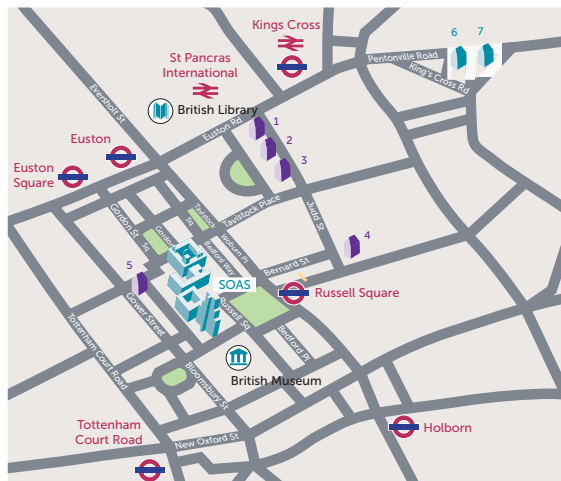 Kings Cross
6
7
St Pancras
International
Pentonville Road
King's Cross Rd
Eversholt St
British Library
Euston Rd
1
2
3
Euston
Euston
Square
Tavistock Place
Judd St
Gordon St
Tavistock
Sq
Gordon
Sq
Woburn Pl
Bedford Way
4
Bernard St
5
SOAS
Russell Square
Gower Street
Russell Sq
Bedford Pl
Tottenham Court Road
Bloomsbury St
British Museum
Tottenham
Court Road
New Oxford St
Holborn